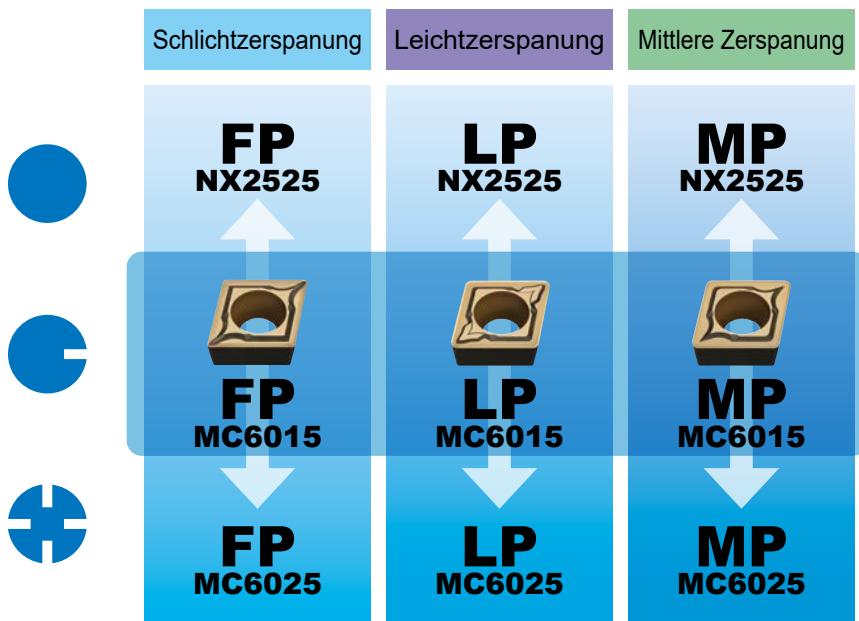 Schlichtzerspanung
Leichtzerspanung
Mittlere Zerspanung
FP
NX2525
LP
NX2525
MP
NX2525
FP
MC6015
LP
MC6015
MP
MC6015
FP
MC6025
LP
MC6025
MP
MC6025